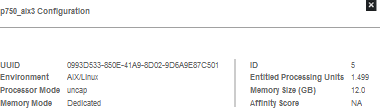 p750_aix3 Configuration
UUID 0993D533-850E-41A9-8D02-9D6A9E87C501
Environment AIX/Linux
Processor Mode uncap
Memory Mode Dedicated
ID 5
Entitled Processing Units 1.499
Memory Size (GB) 12.0
Affinity Score NA